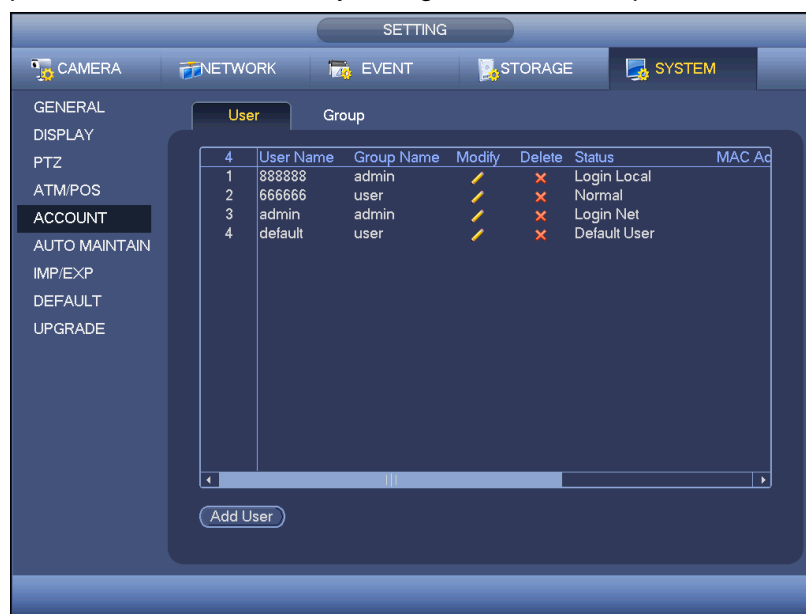 SETTING
CAMERA NETWORK EVENT STORAGE SYSTEM
GENERAL
DISPLAY
PTZ
ATM/POS
ACCOUNT
AUTO MAINTAIN
IMP/EXP
DEFAULT
UPGRADE
User Group
4 User Name Group Name Modify Delete Status MAC Ad
1 888888 admin Login Local
2 666666 user Normal
3 admin admin Login Net
4 default user Default User
Add User